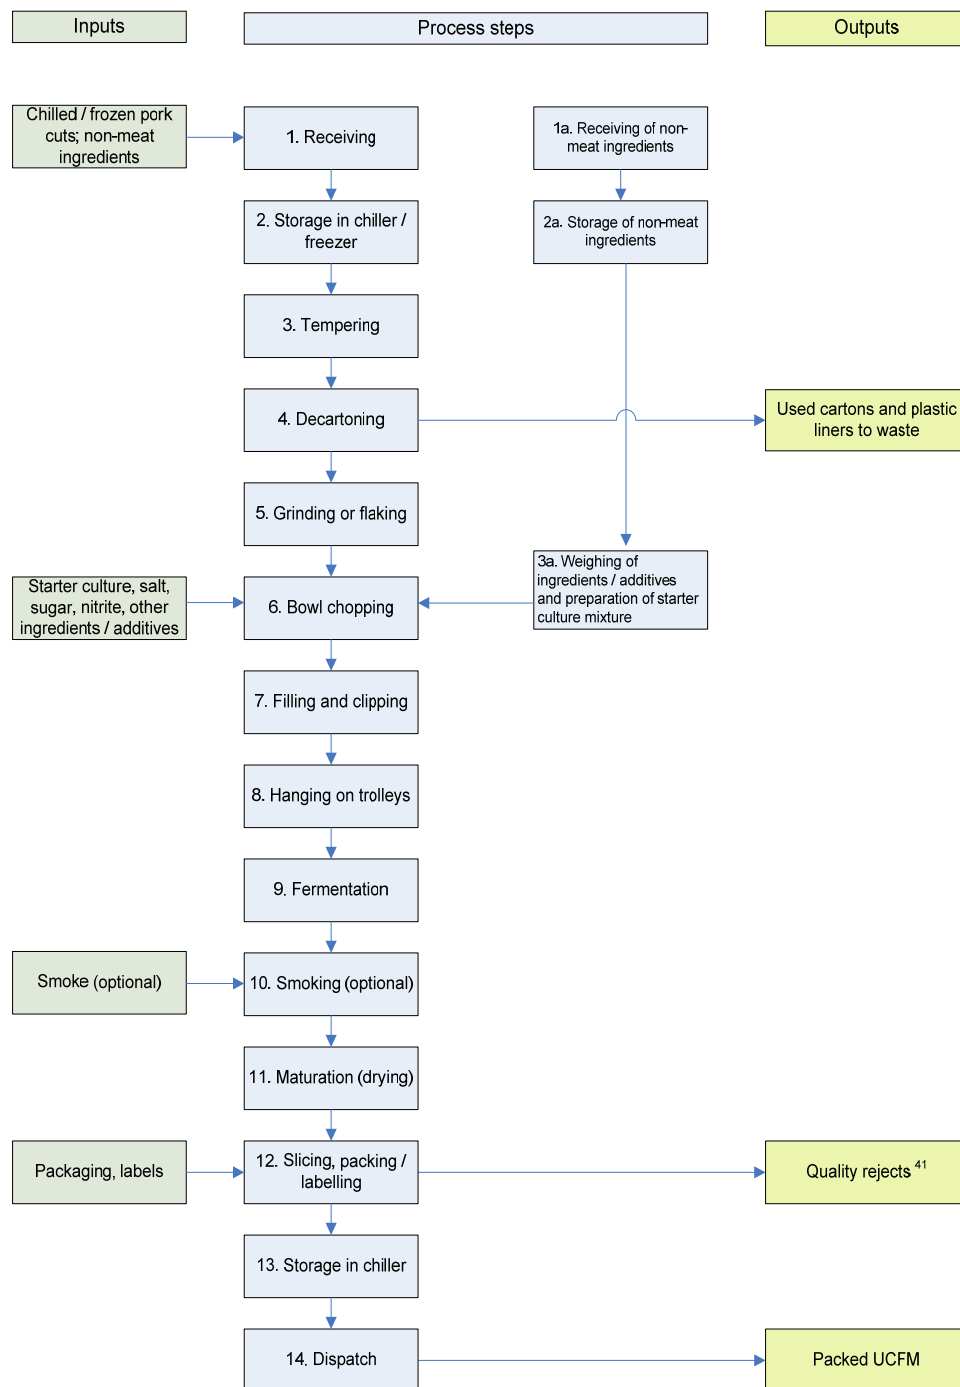 Inputs
Process steps
Outputs
Chilled / frozen pork
cuts; non-meat
ingredients
1. Receiving
1a. Receiving of non-
meat ingredients
2. Storage in chiller /
freezer
2a. Storage of non-meat
ingredients
3. Tempering
4. Decartoning
Used cartons and plastic
liners to waste
5. Grinding or flaking
3a. Weighing of
ingredients / additives
and preparation of starter
culture mixture
Starter culture, salt,
sugar, nitrite, other
ingredients / additives
6. Bowl chopping
7. Filling and clipping
8. Hanging on trolleys
9. Fermentation
Smoke (optional)
10. Smoking (optional)
11. Maturation (drying)
Packaging, labels
12. Slicing, packing /
labelling
Quality rejects 41
13. Storage in chiller
14. Dispatch
Packed UCFM